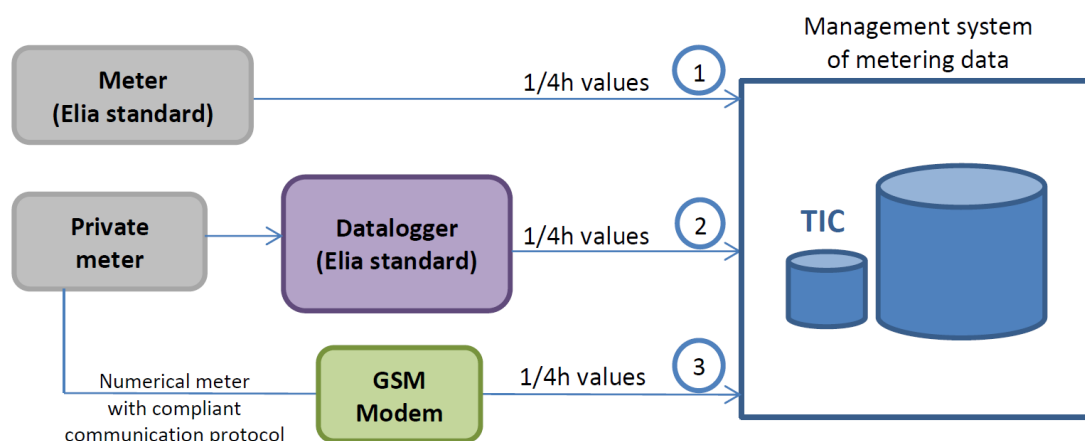 Management system
of metering data
Meter
(Elia standard)
1/4h values
1
Private
meter
Datalogger
(Elia standard)
1/4h values
2
TIC
Numerical meter
with compliant
communication protocol
GSM
Modem
1/4h values
3